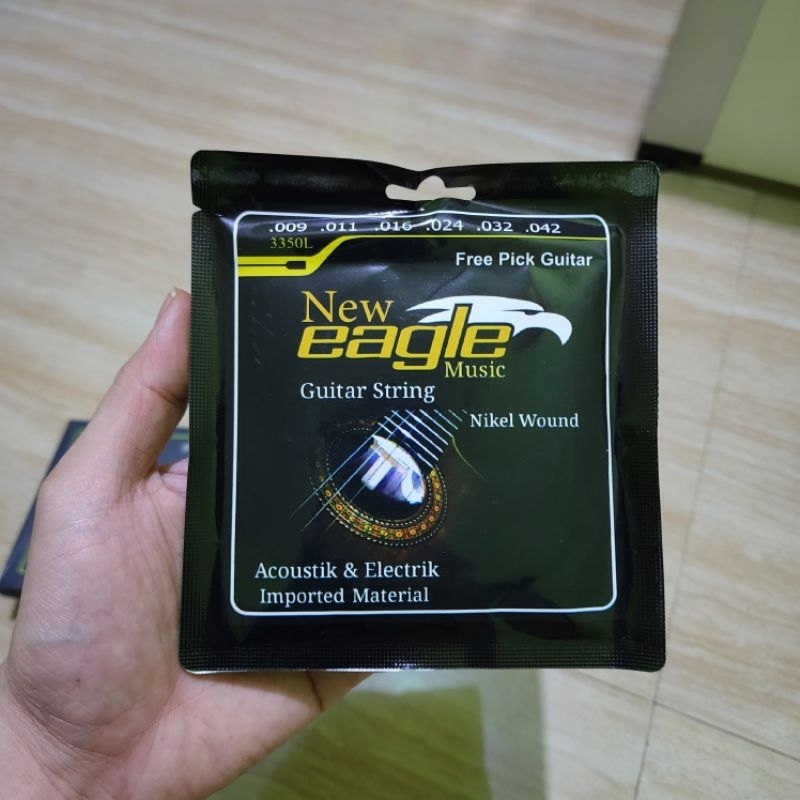 .009 .011 .016 .024 .032 .042
3350L
Free Pick Guitar
New
eagle
Music
Guitar String
Nikel Wound
Acoustik & Electrik
Imported Material